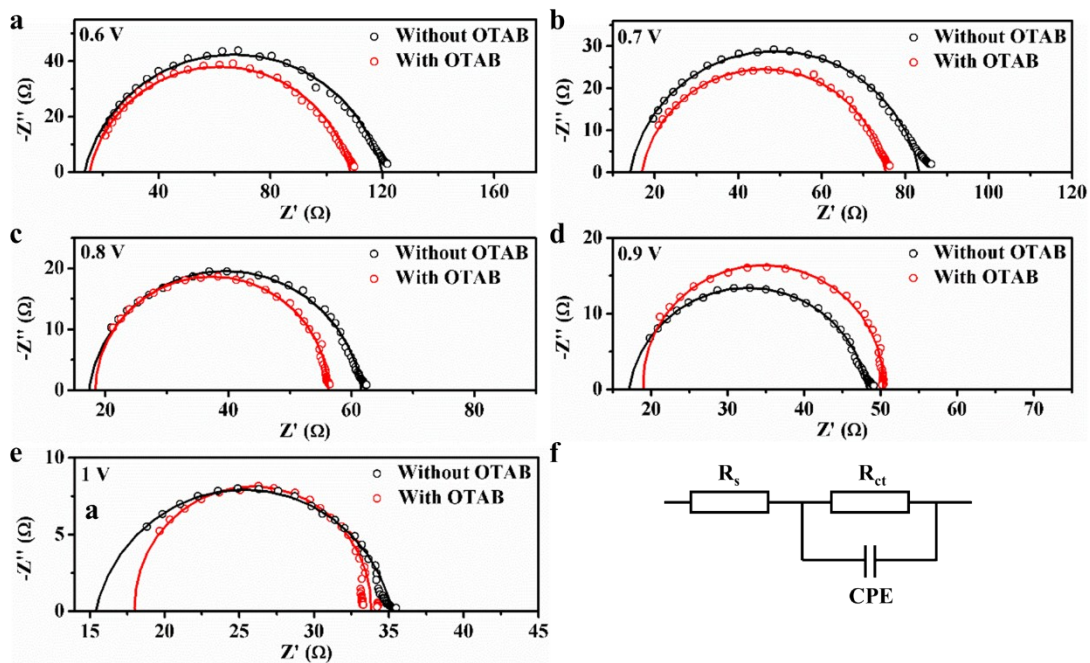 a
0.6 V
Without OTAB
With OTAB
-Z'' (Ω)
40
20
0
40
80
120
160
Z' (Ω)
b
0.7 V
Without OTAB
With OTAB
-Z'' (Ω)
30
20
10
0
20
40
60
80
100
120
Z' (Ω)
c
0.8 V
Without OTAB
With OTAB
-Z'' (Ω)
20
10
0
20
40
60
80
Z' (Ω)
d
0.9 V
Without OTAB
With OTAB
-Z'' (Ω)
20
10
0
20
30
40
50
60
70
Z' (Ω)
e
1 V
a
Without OTAB
With OTAB
-Z'' (Ω)
10
5
0
15
20
25
30
35
40
45
Z' (Ω)
f
Rs
Rct
CPE